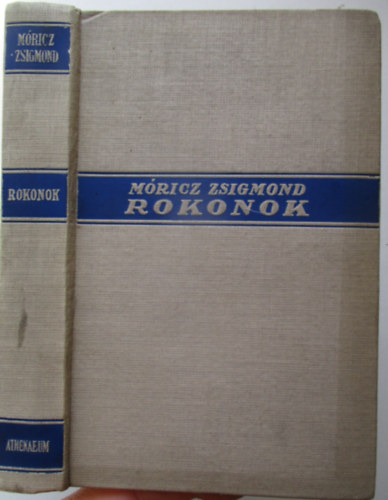 MÓRICZ
ZSIGMOND
ROKONOK
ATHENAEUM
MÓRICZ ZSIGMOND
ROKONOK